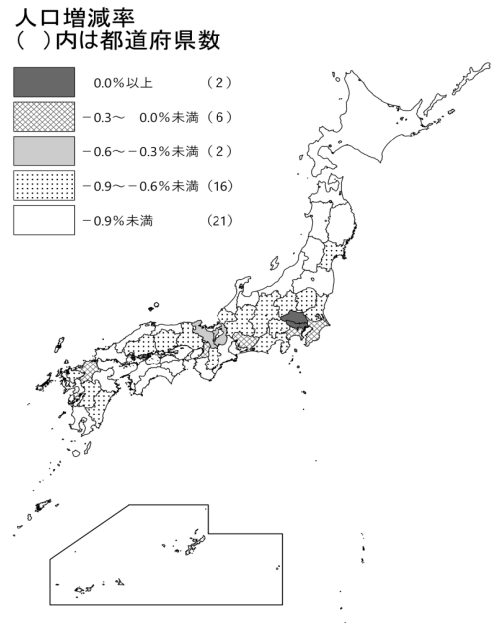 人口増減率
(　)内は都道府県数
0.0%以上　(2)
－0.3～　0.0%未満(6)
－0.6～－0.3%未満(2)
－0.9～－0.6%未満(16)
－0.9%未満　(21)